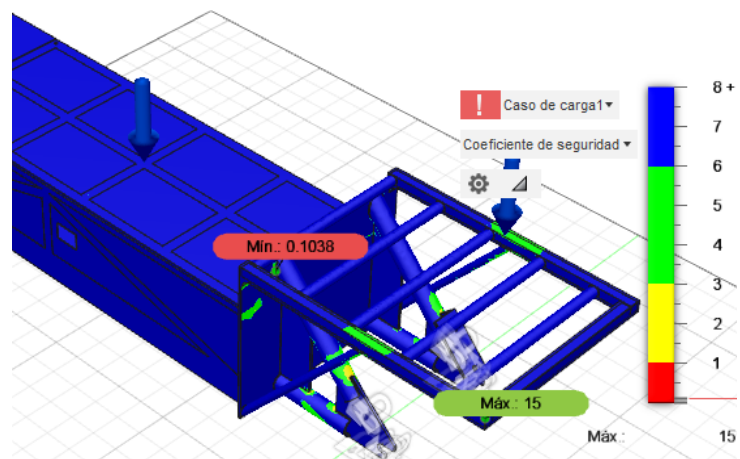 8 +
Caso de carga1
7
Coeficiente de seguridad
6
5
4
Mín.: 0.1038
3
2
1
Máx.: 15
Máx.: 15